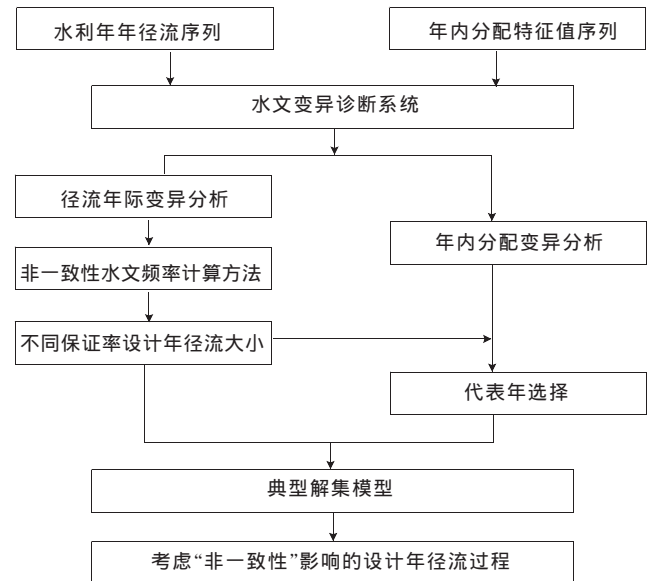 水利年年径流序列
年内分配特征值序列
水文变异诊断系统
径流年际变异分析
年内分配变异分析
非一致性水文频率计算方法
不同保证率设计年径流大小
代表年选择
典型解集模型
考虑“非一致性”影响的设计年径流过程